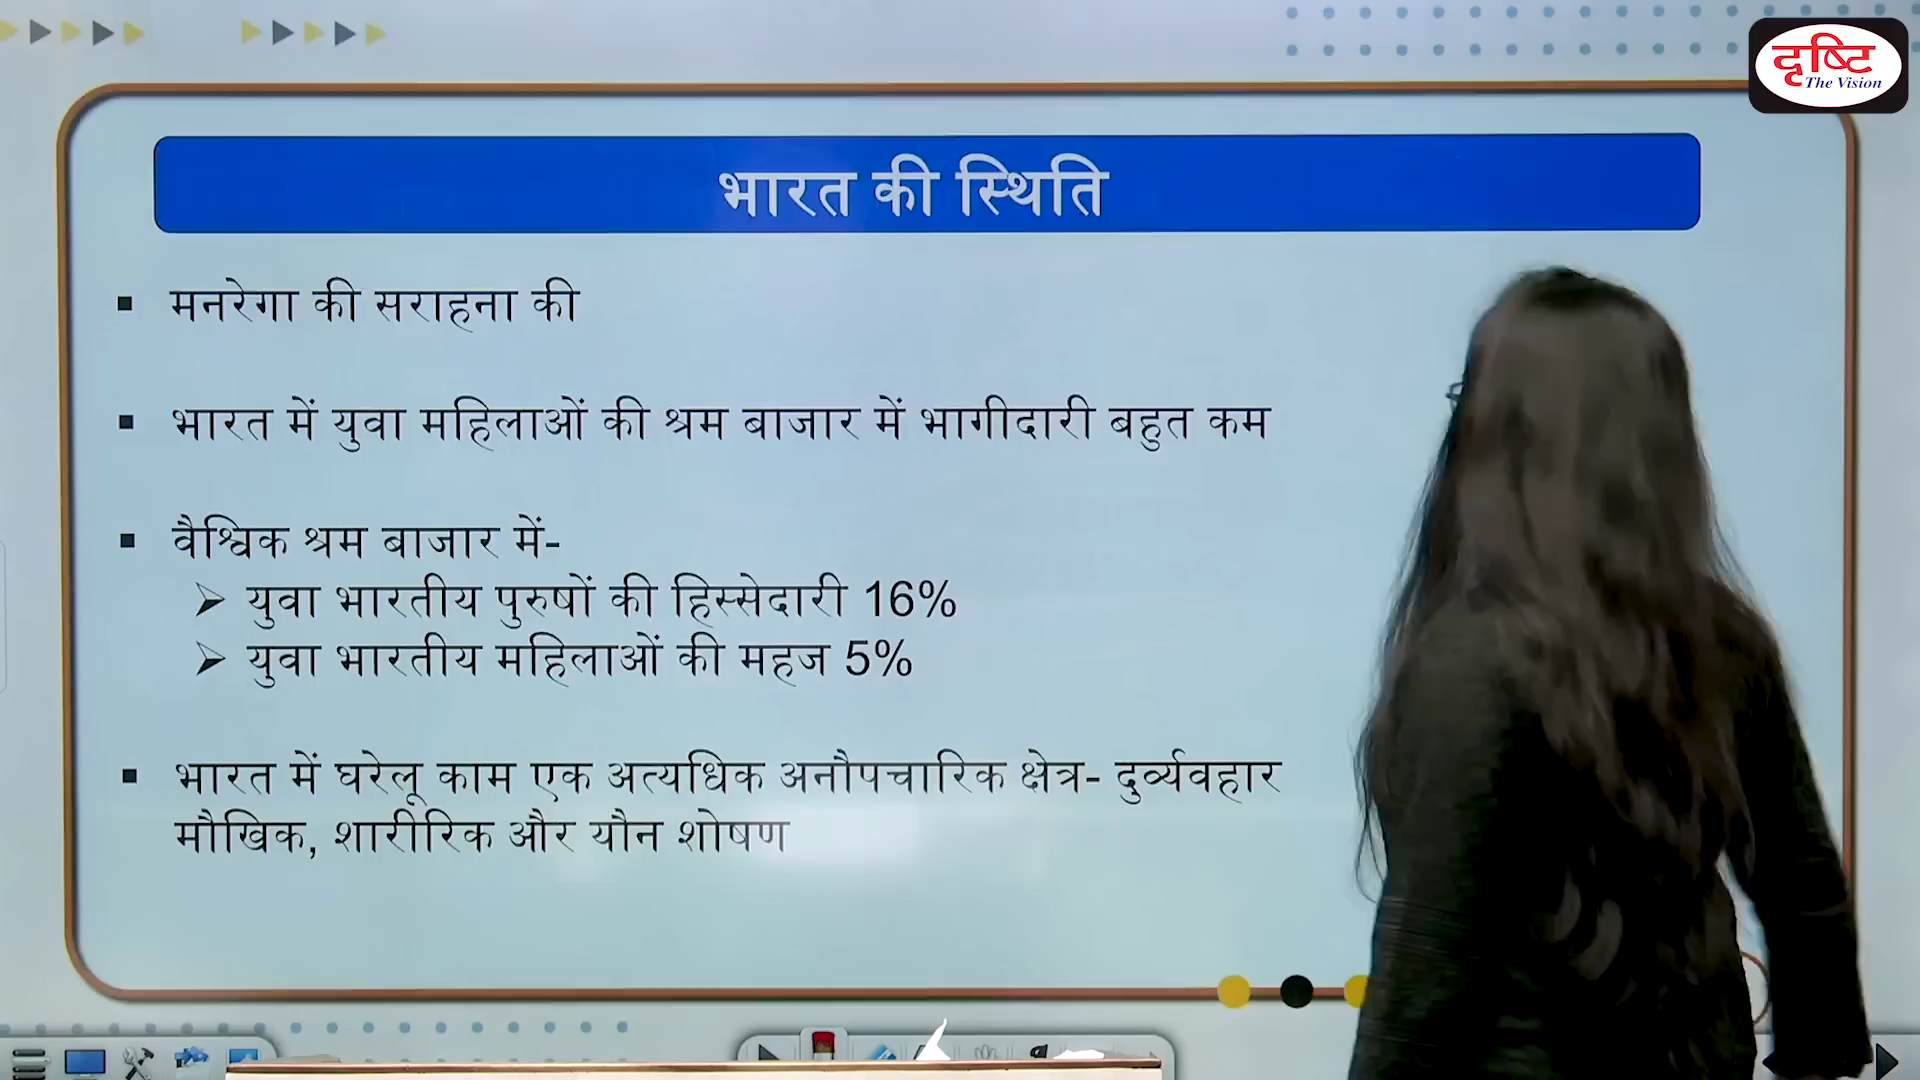 दृष्टि
The Vision
भारत की स्थिति
▪ मनरेगा की सराहना की
▪ भारत में युवा महिलाओं की श्रम बाजार में भागीदारी बहुत कम
▪ वैश्विक श्रम बाजार में-
➢ युवा भारतीय पुरुषों की हिस्सेदारी 16%
➢ युवा भारतीय महिलाओं की महज 5%
▪ भारत में घरेलू काम एक अत्यधिक अनौपचारिक क्षेत्र- दुर्व्यवहार
मौखिक, शारीरिक और यौन शोषण